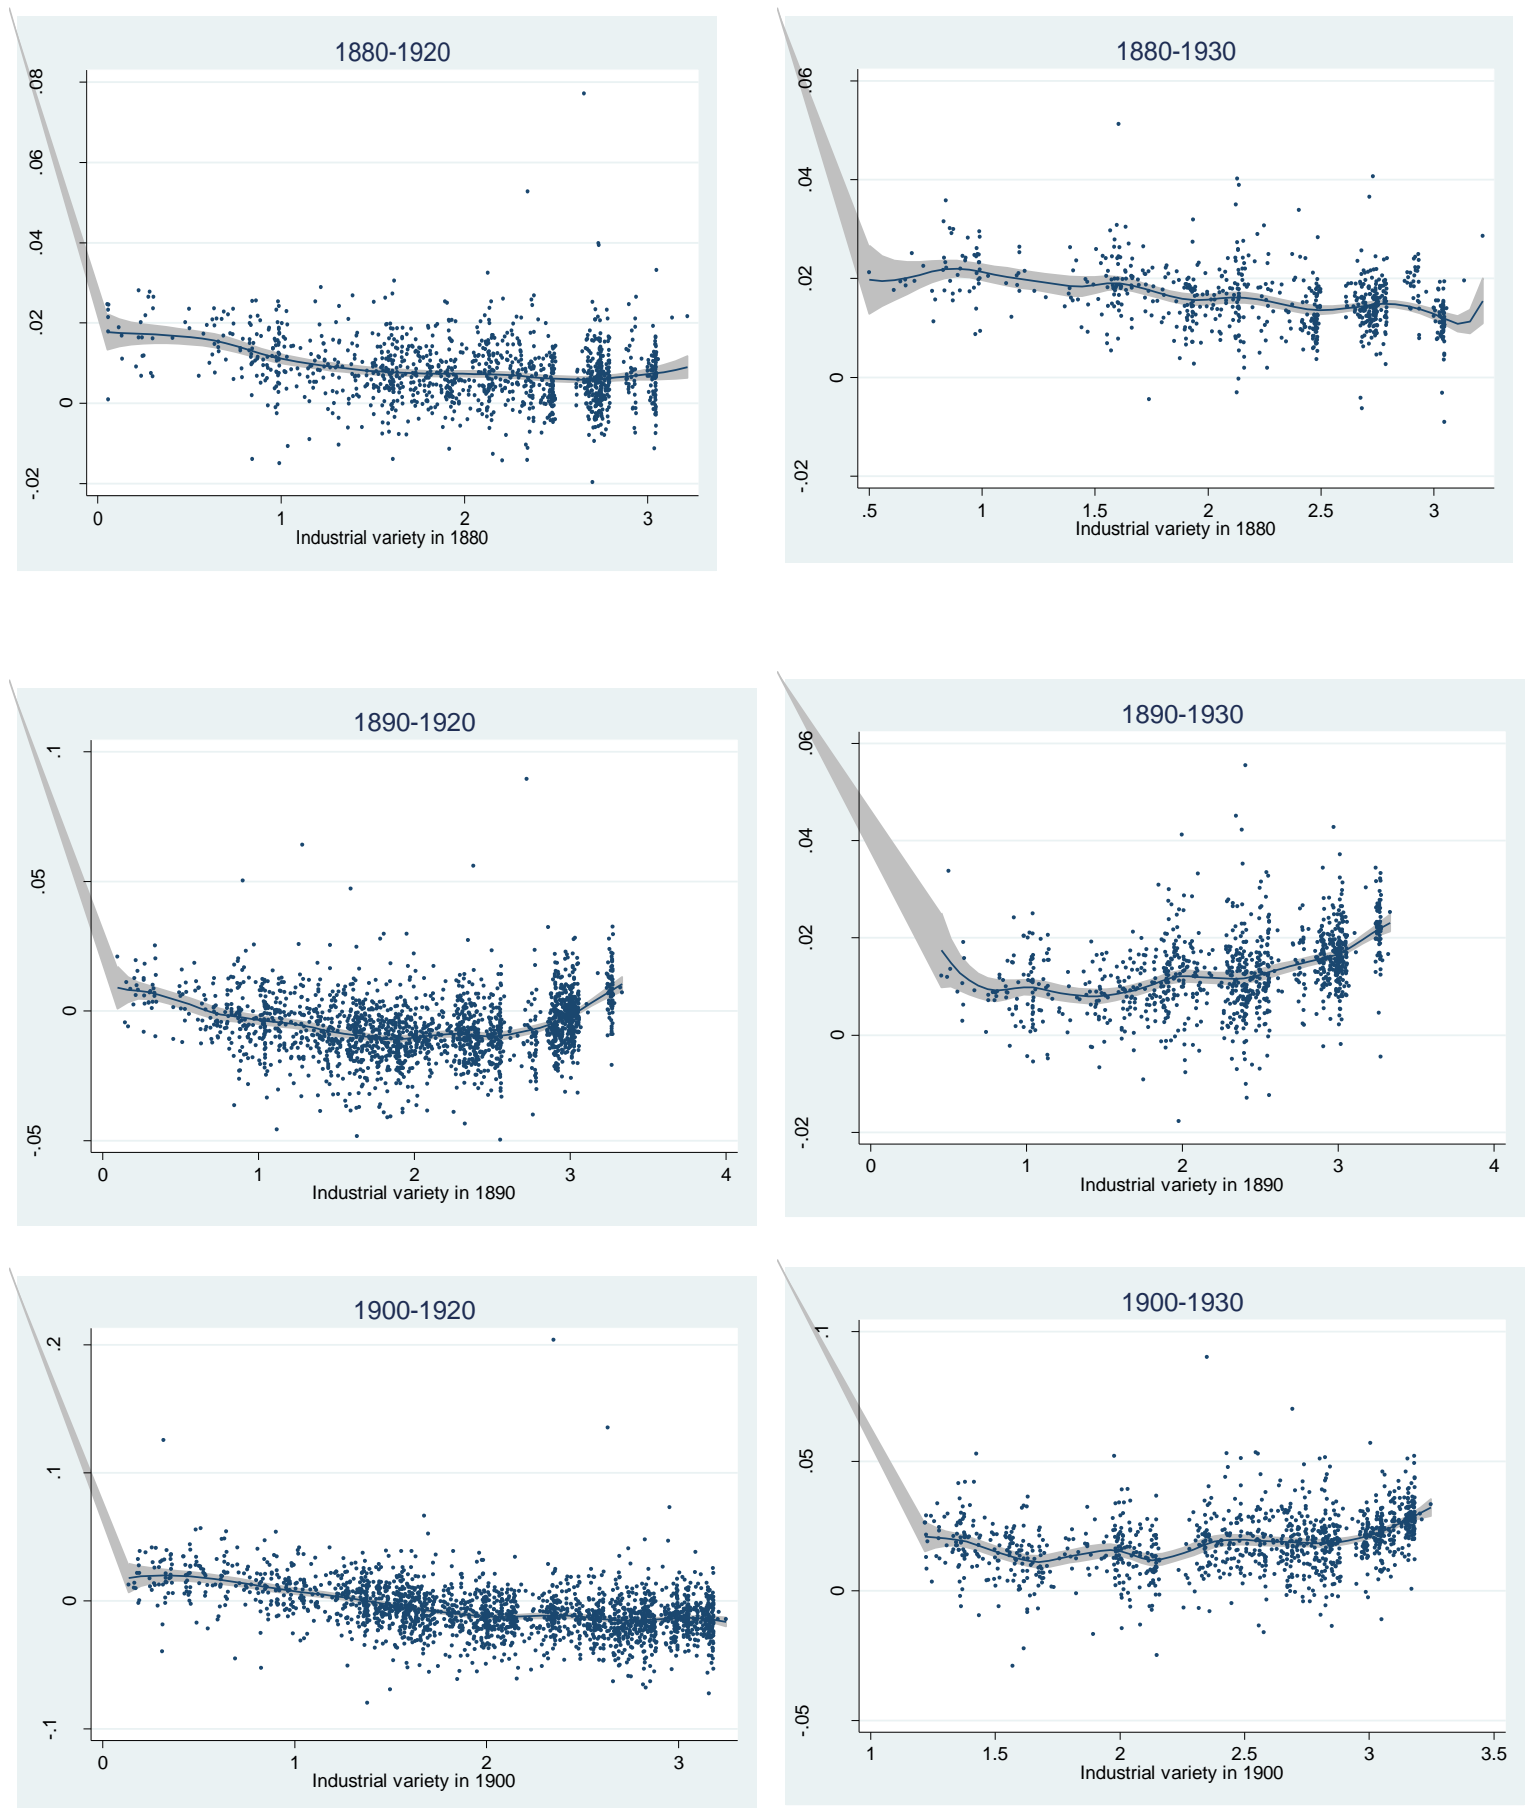 1880-1920
.08
.06
.04
.02
0
-.02
0 1 2 3
Industrial variety in 1880
1880-1930
.06
.04
.02
0
-.02
.5 1 1.5 2 2.5 3
Industrial variety in 1880
1890-1920
.1
.05
0
-.05
0 1 2 3 4
Industrial variety in 1890
1890-1930
.06
.04
.02
0
-.02
0 1 2 3 4
Industrial variety in 1890
1900-1920
.2
.1
0
-.1
0 1 2 3
Industrial variety in 1900
1900-1930
.1
.05
0
-.05
1 1.5 2 2.5 3 3.5
Industrial variety in 1900